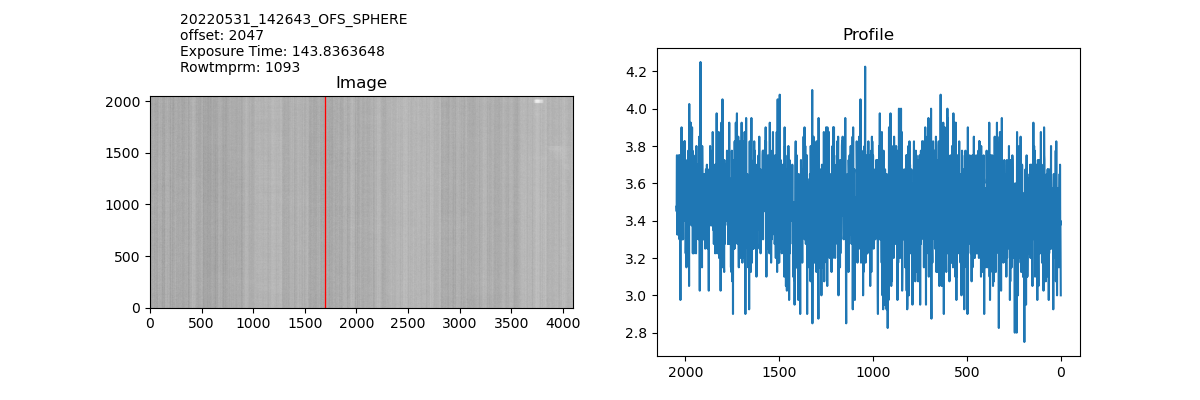 20220531_142643_OFS_SPHERE
offset: 2047
Exposure Time: 143.8363648
Rowtmprm: 1093
Image
2000
1500
1000
500
0
0 500 1000 1500 2000 2500 3000 3500 4000
Profile
4.2
4.0
3.8
3.6
3.4
3.2
3.0
2.8
2000 1500 1000 500 0